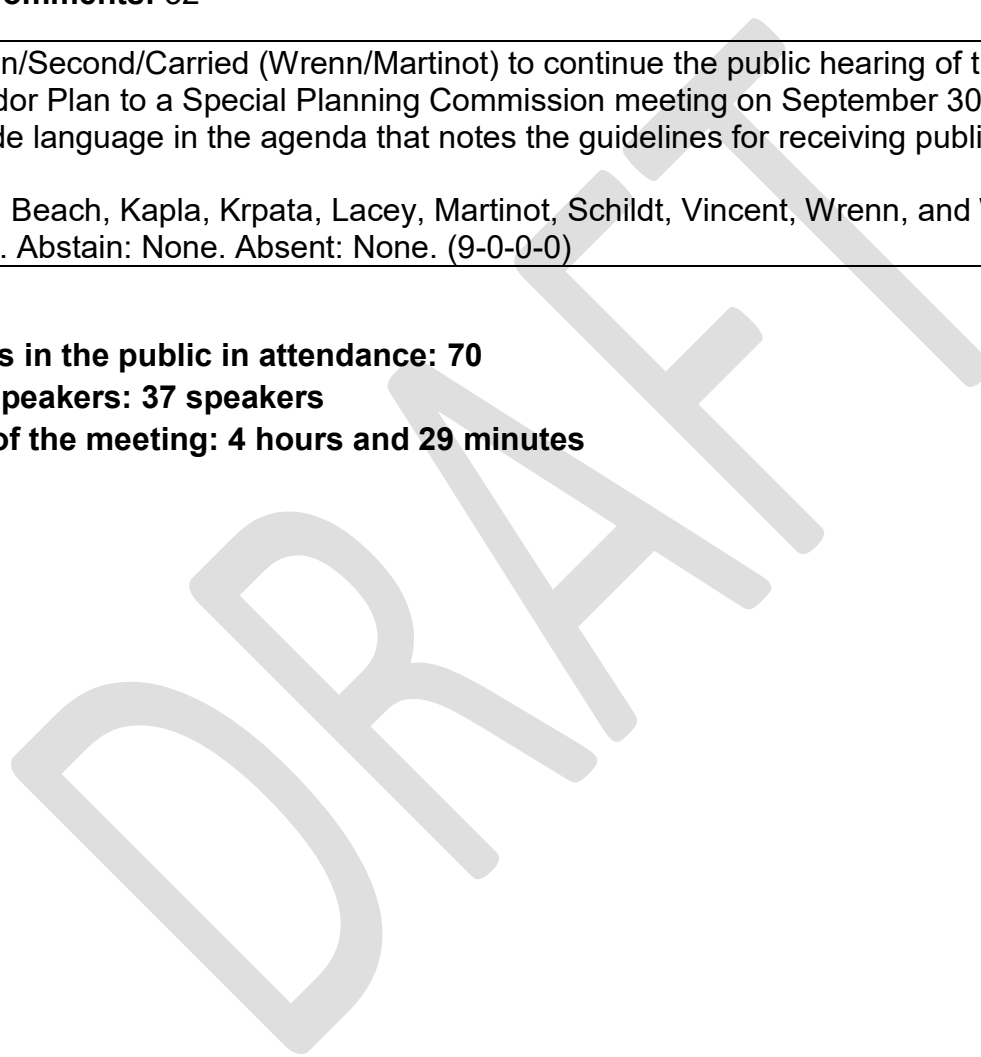 omments: 32
n/Second/Carried (Wrenn/Martinot) to continue the public hearing of t
dor Plan to a Special Planning Commission meeting on September 30
de language in the agenda that notes the guidelines for receiving publi
Beach, Kapla, Krpata, Lacey, Martinot, Schildt, Vincent, Wrenn, and
. Abstain: None. Absent: None. (9-0-0-0)
s in the public in attendance: 70
peakers: 37 speakers
of the meeting: 4 hours and 29 minutes
DRAFT